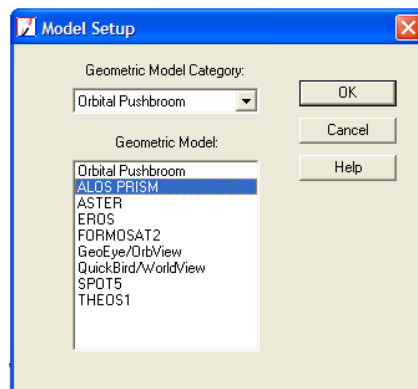 Model Setup
Geometric Model Category:
Orbital Pushbroom
OK
Cancel
Help
Geometric Model:
Orbital Pushbroom
ALOS PRISM
ASTER
EROS
FORMOSAT2
GeoEye/OrbView
QuickBird/WorldView
SPOT5
THEOS1